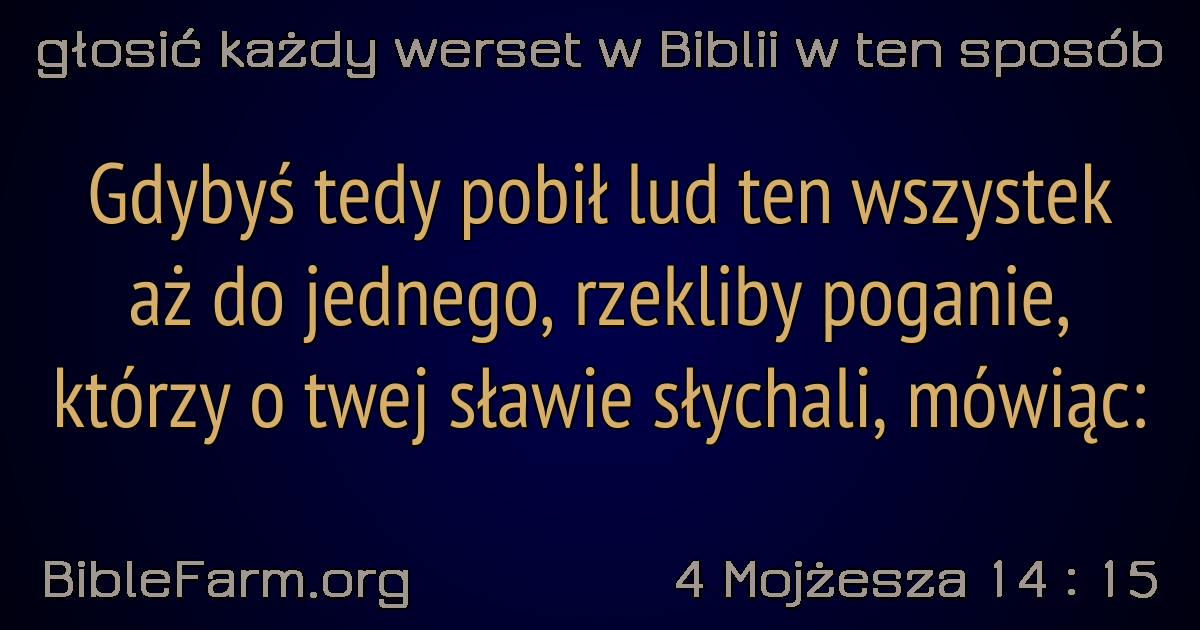 głosić każdy werset w Biblii w ten sposób
Gdybyś tedy pobił lud ten wszystek
aż do jednego, rzekliby poganie,
którzy o twej sławie słychali, mówiąc:
BibleFarm.org
4 Mojżesza 14 : 15